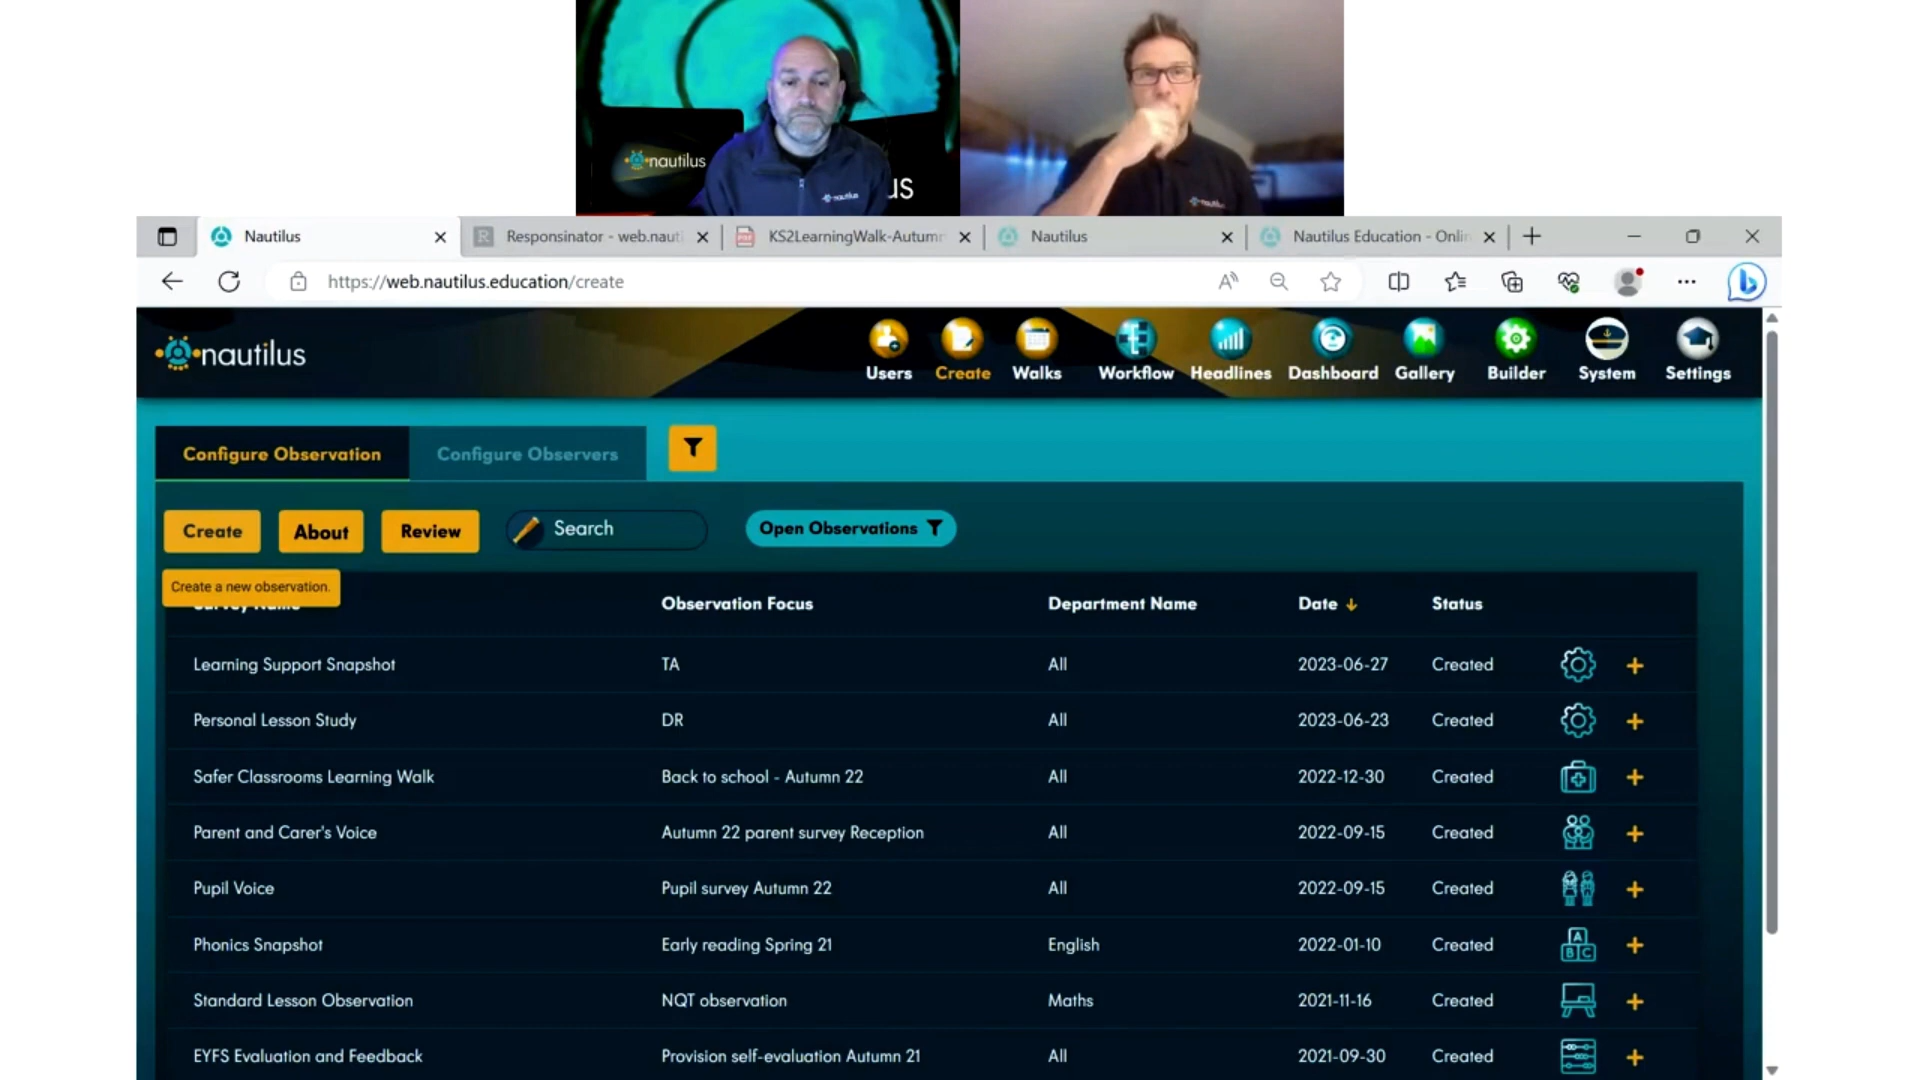 nautilus
us
nautilus
nautilus
Nautilus
Responsinator - web.nauti
KS2LearningWalk-Autumn
Nautilus
Nautilus Education - Onlin
https://web.nautilus.education/create
nautilus
Users
Create
Walks
Workflow
Headlines
Dashboard
Gallery
Builder
System
Settings
Configure Observation
Configure Observers
Create
About
Review
Search
Open Observations
Create a new observation.
Survey Name
Observation Focus
Department Name
Date
Status
Learning Support Snapshot TA All 2023-06-27 Created
Personal Lesson Study DR All 2023-06-23 Created
Safer Classrooms Learning Walk Back to school - Autumn 22 All 2022-12-30 Created
Parent and Carer's Voice Autumn 22 parent survey Reception All 2022-09-15 Created
Pupil Voice Pupil survey Autumn 22 All 2022-09-15 Created
Phonics Snapshot Early reading Spring 21 English 2022-01-10 Created
Standard Lesson Observation NQT observation Maths 2021-11-16 Created
EYFS Evaluation and Feedback Provision self-evaluation Autumn 21 All 2021-09-30 Created